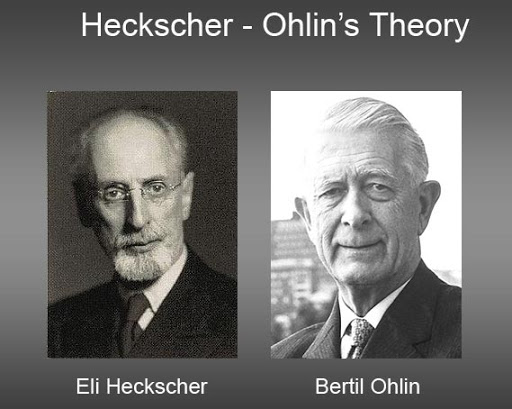 Heckscher - Ohlin’s Theory
Eli Heckscher
Bertil Ohlin